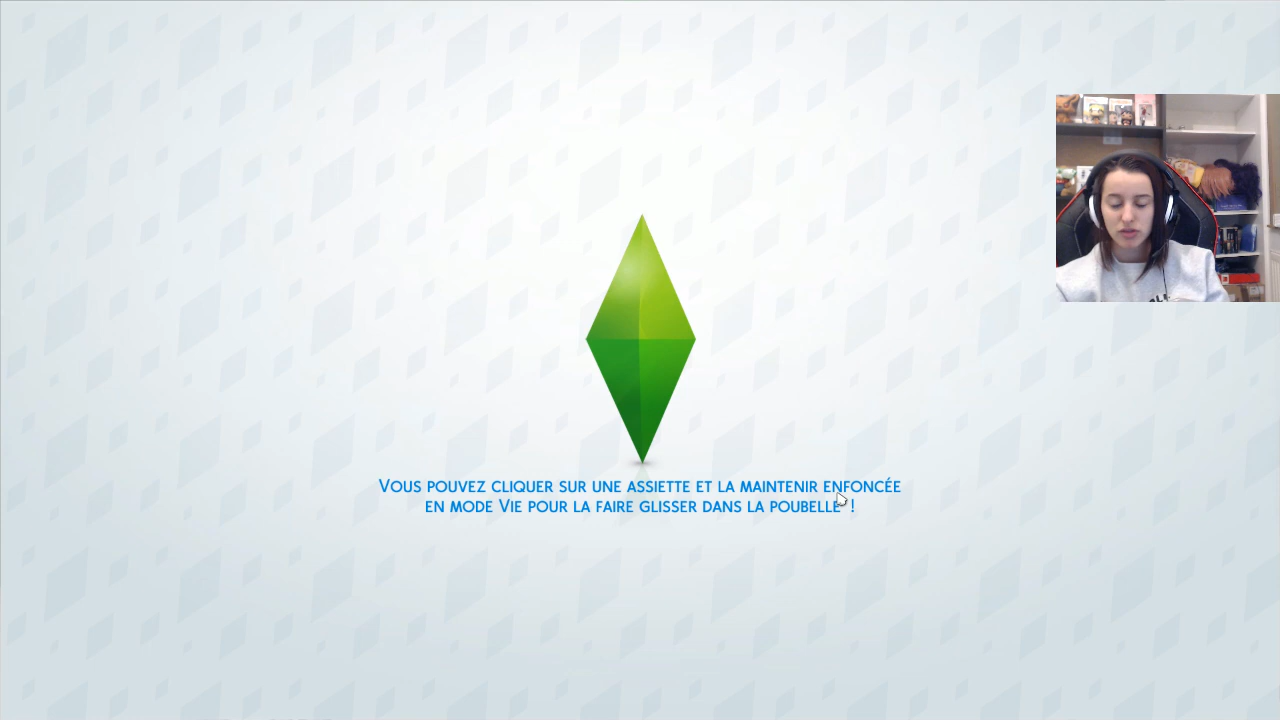 Vous pouvez cliquer sur une assiette et la maintenir enfoncée
en mode Vie pour la faire glisser dans la poubelle !